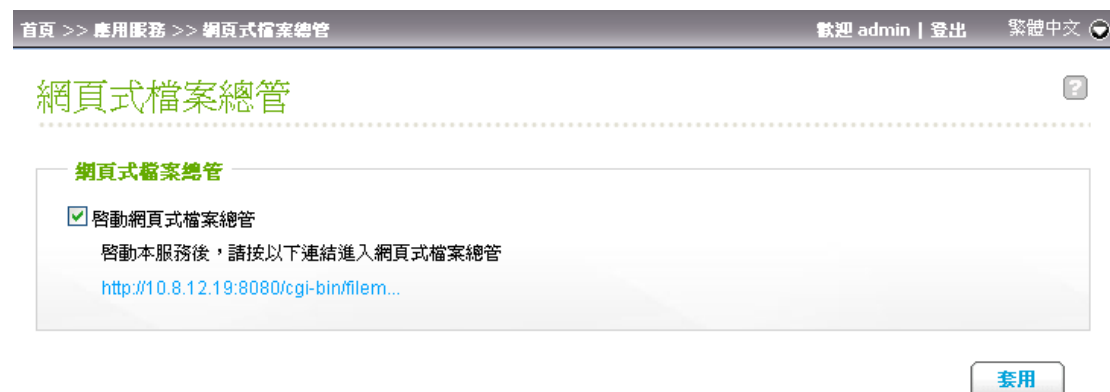 首頁 >> 應用服務 >> 網頁式檔案總管 歡迎 admin | 登出 繁體中文
網頁式檔案總管 ?
網頁式檔案總管
啟動網頁式檔案總管
啟動本服務後，請按以下連結進入網頁式檔案總管
http://10.8.12.19:8080/cgi-bin/filem...
套用